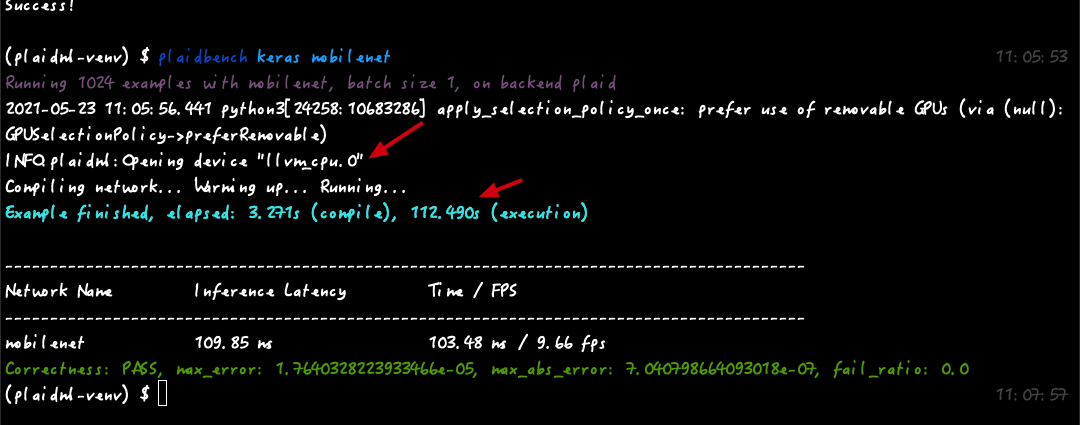 Success!
(plaidml-venv) $ plaidbench keras mobilenet 11:05:53
Running 1024 examples with mobilenet, batch size 1, on backend plaid
2021-05-23 11:05:56.441 python3[24258:10683286] apply_selection_policy_once: prefer use of removable GPUs (via (null):
GPUSelectionPolicy->preferRemovable)
INFO:plaidml:Opening device "llvm_cpu.0"
Compiling network... Warming up... Running...
Example finished, elapsed: 3.271s (compile), 112.490s (execution)
-----------------------------------------------------------------------------------------
Network Name Inference Latency Time / FPS
-----------------------------------------------------------------------------------------
mobilenet 109.85 ms 103.48 ms / 9.66 fps
Correctness: PASS, max_error: 1.7640328223933466e-05, max_abs_error: 7.040798664093018e-07, fail_ratio: 0.0
(plaidml-venv) $ 11:07:57